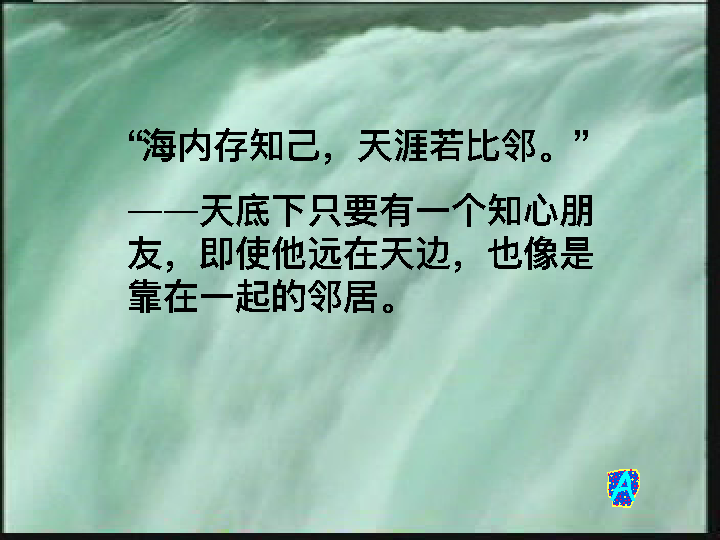 “海内存知己，天涯若比邻。”
——天底下只要有一个知心朋
友，即使他远在天边，也像是
靠在一起的邻居。
A